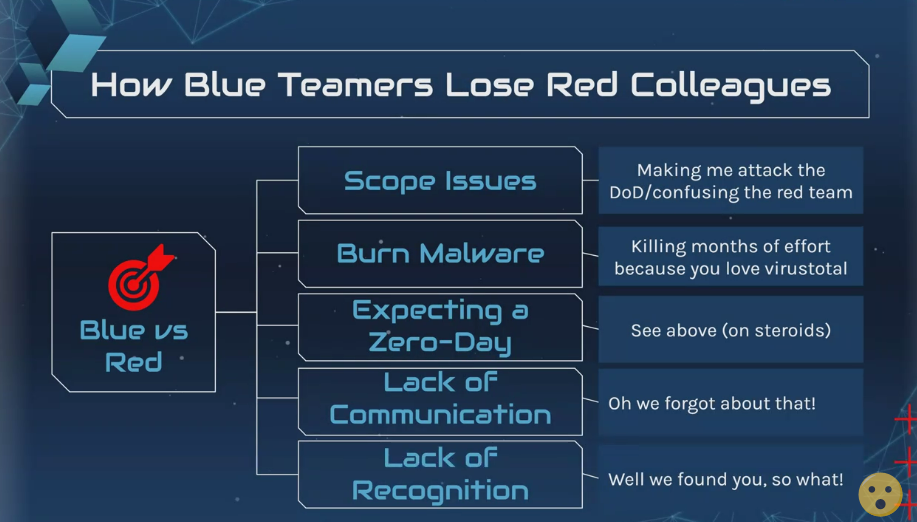 How Blue Teamers Lose Red Colleagues
Blue vs
Red
Scope Issues
Making me attack the
DoD/confusing the red team
Burn Malware
Killing months of effort
because you love virustotal
Expecting a
Zero-Day
See above (on steroids)
Lack of
Communication
Oh we forgot about that!
Lack of
Recognition
Well we found you, so what!